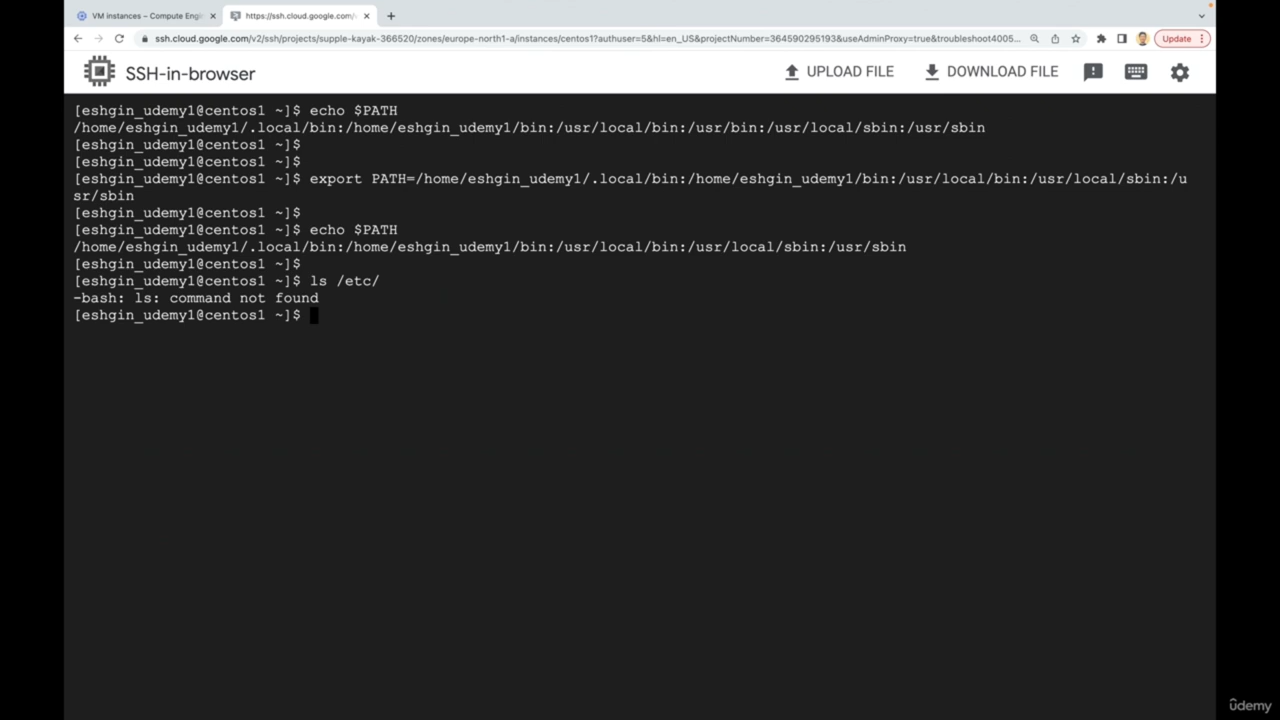 VM instances – Compute Engi
https://ssh.cloud.google.com/v
ssh.cloud.google.com/v2/ssh/projects/supple-kayak-366520/zones/europe-north1-a/instances/centos1?authuser=5&hl=en_US&projectNumber=364590295193&useAdminProxy=true&troubleshoot4005...
Update
SSH-in-browser
UPLOAD FILE
DOWNLOAD FILE
[eshgin_udemy1@centos1 ~]$ echo $PATH
/home/eshgin_udemy1/.local/bin:/home/eshgin_udemy1/bin:/usr/local/bin:/usr/bin:/usr/local/sbin:/usr/sbin
[eshgin_udemy1@centos1 ~]$
[eshgin_udemy1@centos1 ~]$
[eshgin_udemy1@centos1 ~]$ export PATH=/home/eshgin_udemy1/.local/bin:/home/eshgin_udemy1/bin:/usr/local/bin:/usr/local/sbin:/u
sr/sbin
[eshgin_udemy1@centos1 ~]$
[eshgin_udemy1@centos1 ~]$ echo $PATH
/home/eshgin_udemy1/.local/bin:/home/eshgin_udemy1/bin:/usr/local/bin:/usr/local/sbin:/usr/sbin
[eshgin_udemy1@centos1 ~]$
[eshgin_udemy1@centos1 ~]$ ls /etc/
-bash: ls: command not found
[eshgin_udemy1@centos1 ~]$
ûdemy